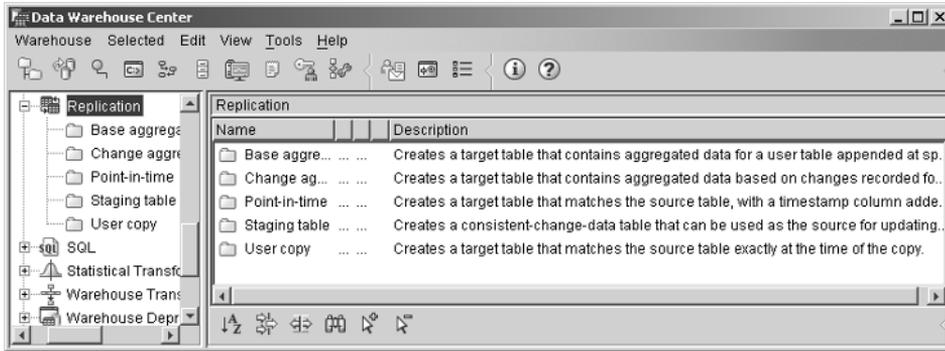 Data Warehouse Center
Warehouse Selected Edit View Tools Help
Replication
Base aggrega
Change aggre
Point-in-time
Staging table
User copy
SQL
Statistical Transfo
Warehouse Trans
Warehouse Depr
Replication
Name Description
Base aggre... ... ... Creates a target table that contains aggregated data for a user table appended at sp..
Change ag... ... ... Creates a target table that contains aggregated data based on changes recorded fo..
Point-in-time ... ... Creates a target table that matches the source table, with a timestamp column adde..
Staging table ... ... Creates a consistent-change-data table that can be used as the source for updating..
User copy ... ... Creates a target table that matches the source table exactly at the time of the copy.